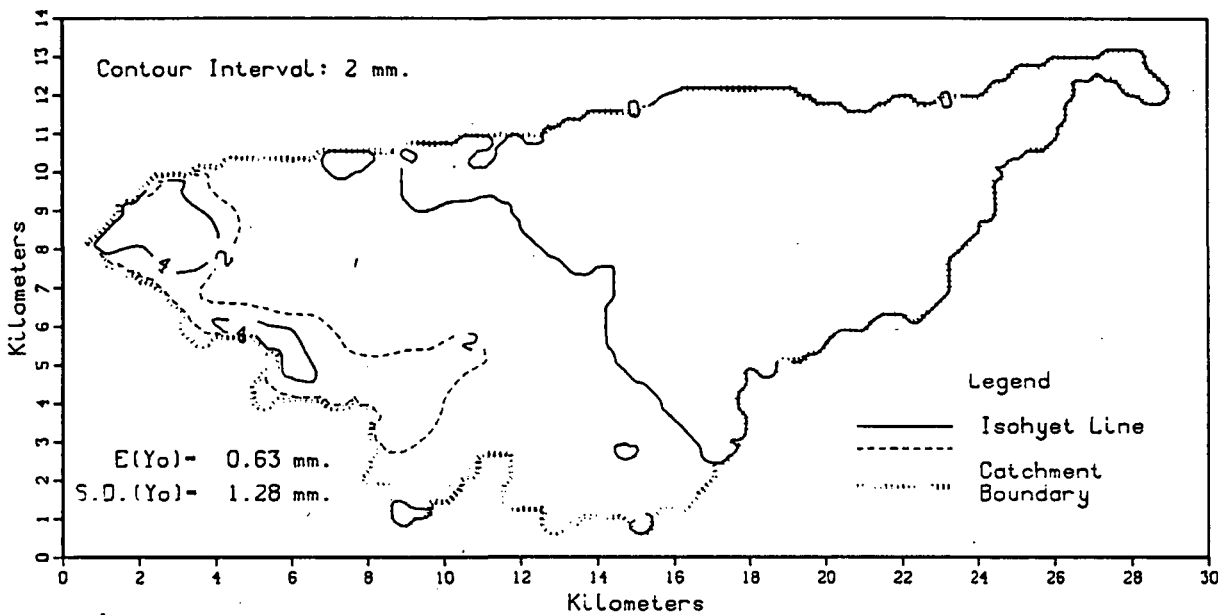 Contour Interval: 2 mm.
0
0
4
2
4
2
E(Yo)= 0.63 mm.
S.D.(Yo)= 1.28 mm.
Legend
Isohyet Line
Catchment
Boundary
Kilometers
14
13
12
11
10
9
8
7
6
5
4
3
2
1
0
0 2 4 6 8 10 12 14 16 18 20 22 24 26 28 30
Kilometers